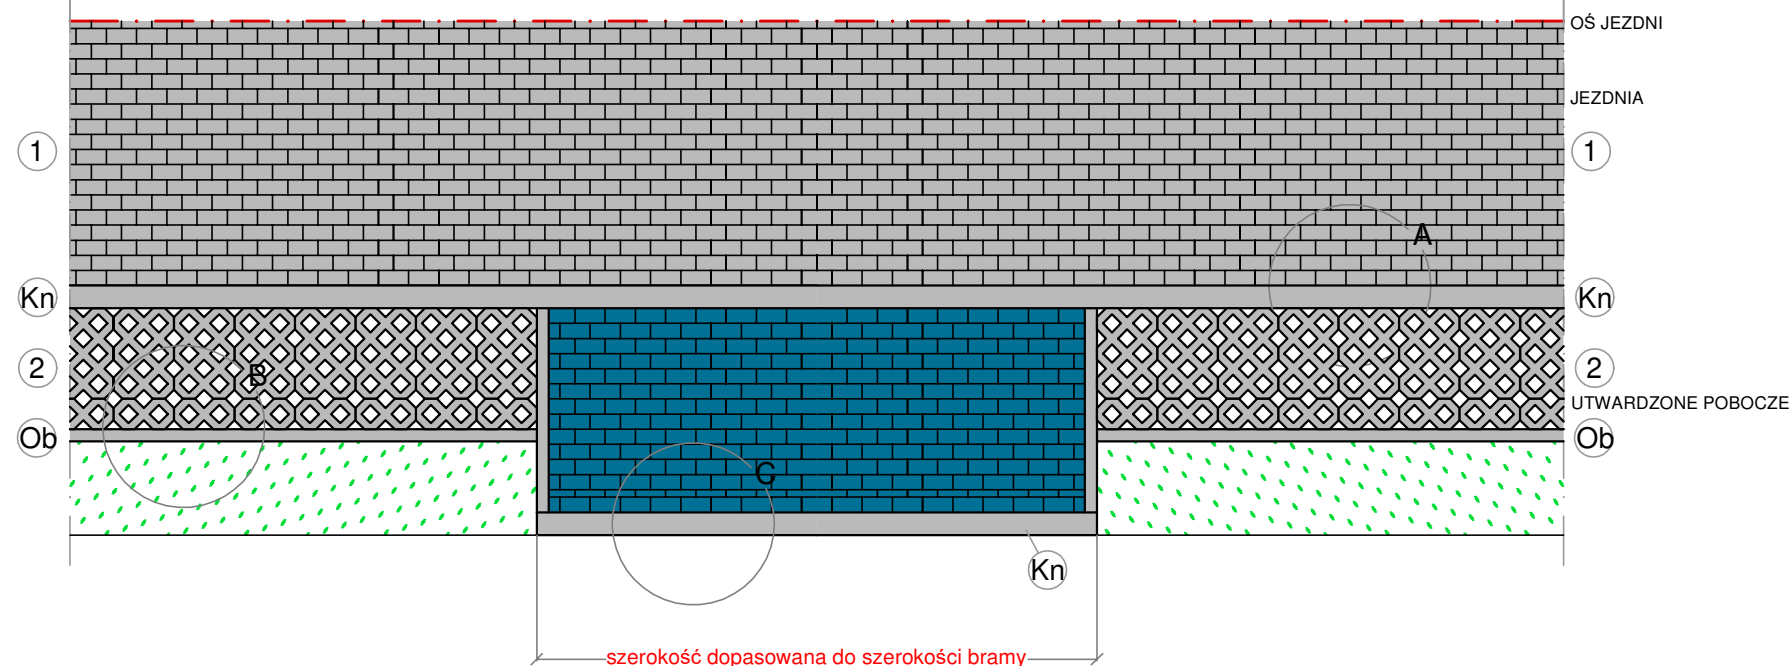 OŚ JEZDNI
JEZDNIA
1 1
A
Kn Kn
2 2
B
UTWARDZONE POBOCZE
Ob Ob
C
Kn
szerokość dopasowana do szerokości bramy